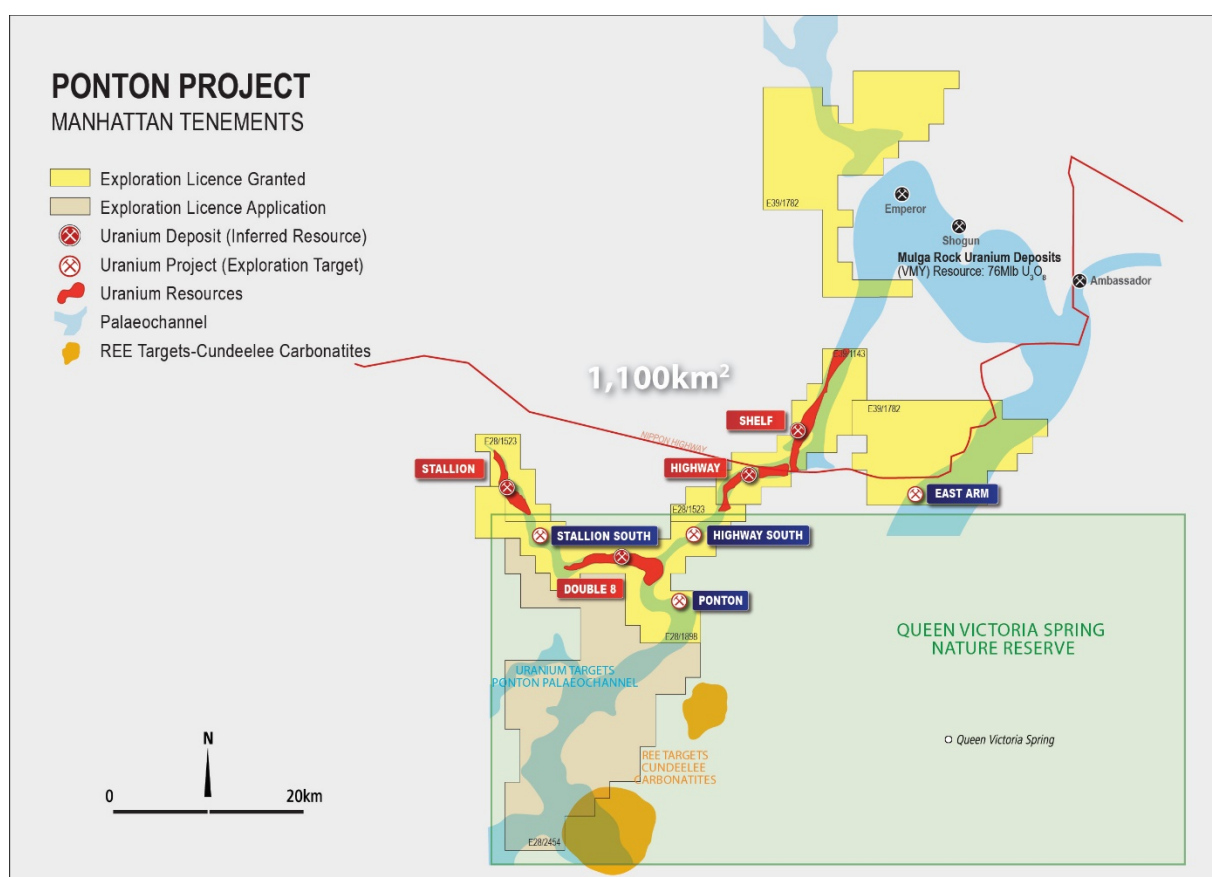 PONTON PROJECT
MANHATTAN TENEMENTS
Exploration Licence Granted
Exploration Licence Application
Uranium Deposit (Inferred Resource)
Uranium Project (Exploration Target)
Uranium Resources
Palaeochannel
REE Targets-Cundeelee Carbonatites
E39/1782
Emperor
Shogun
Mulga Rock Uranium Deposits
(VMY) Resource: 76Mlb U3O8
Ambassador
1,100km²
E39/1782
SHELF
NIPPON HIGHWAY
E28/1523
STALLION
HIGHWAY
EAST ARM
E28/1523
STALLION SOUTH
HIGHWAY SOUTH
DOUBLE 8
PONTON
E28/1898
QUEEN VICTORIA SPRING
NATURE RESERVE
URANIUM TARGETS
PONTON PALAEOCHANNEL
Queen Victoria Spring
REE TARGETS
CUNDEELEE
CARBONATITES
N
0 20km
E28/2454